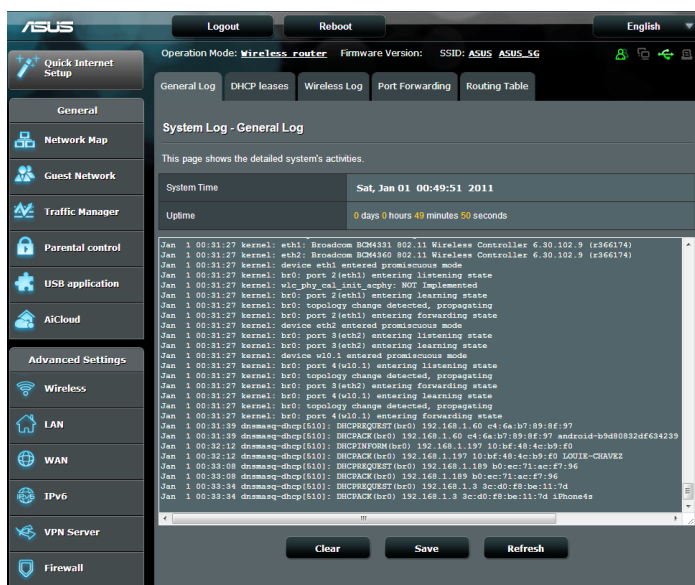 ASUS
Logout
Reboot
English
Quick Internet
Setup
Operation Mode: Wireless router Firmware Version: SSID: ASUS ASUS_5G
General Log
DHCP leases
Wireless Log
Port Forwarding
Routing Table
General
Network Map
Guest Network
Traffic Manager
Parental control
USB application
AiCloud
Advanced Settings
Wireless
LAN
WAN
IPv6
VPN Server
Firewall
System Log - General Log
This page shows the detailed system's activities.
System Time Sat, Jan 01 00:49:51 2011
Uptime 0 days 0 hours 49 minutes 50 seconds
Jan 1 00:31:27 kernel: eth1: Broadcom BCM4331 802.11 Wireless Controller 6.30.102.9 (r366174)
Jan 1 00:31:27 kernel: eth2: Broadcom BCM4360 802.11 Wireless Controller 6.30.102.9 (r366174)
Jan 1 00:31:27 kernel: device eth1 entered promiscuous mode
Jan 1 00:31:27 kernel: br0: port 2(eth1) entering listening state
Jan 1 00:31:27 kernel: wlc_phy_cal_init_acphy: NOT Implemented
Jan 1 00:31:27 kernel: br0: port 2(eth1) entering learning state
Jan 1 00:31:27 kernel: br0: topology change detected, propagating
Jan 1 00:31:27 kernel: br0: port 2(eth1) entering forwarding state
Jan 1 00:31:27 kernel: device eth2 entered promiscuous mode
Jan 1 00:31:27 kernel: br0: port 3(eth2) entering listening state
Jan 1 00:31:27 kernel: br0: port 3(eth2) entering learning state
Jan 1 00:31:27 kernel: device wl0.1 entered promiscuous mode
Jan 1 00:31:27 kernel: br0: port 4(wl0.1) entering listening state
Jan 1 00:31:27 kernel: br0: topology change detected, propagating
Jan 1 00:31:27 kernel: br0: port 3(eth2) entering forwarding state
Jan 1 00:31:27 kernel: br0: port 4(wl0.1) entering learning state
Jan 1 00:31:27 kernel: br0: topology change detected, propagating
Jan 1 00:31:27 kernel: br0: port 4(wl0.1) entering forwarding state
Jan 1 00:31:39 dnsmasq-dhcp[510]: DHCPREQUEST(br0) 192.168.1.60 c4:6a:b7:89:8f:97
Jan 1 00:31:39 dnsmasq-dhcp[510]: DHCPACK(br0) 192.168.1.60 c4:6a:b7:89:8f:97 android-b9d80832df634239
Jan 1 00:32:12 dnsmasq-dhcp[510]: DHCPINFORM(br0) 192.168.1.197 10:bf:48:4c:b9:f0
Jan 1 00:32:12 dnsmasq-dhcp[510]: DHCPACK(br0) 192.168.1.197 10:bf:48:4c:b9:f0 LOUIE-CHAVEZ
Jan 1 00:33:08 dnsmasq-dhcp[510]: DHCPREQUEST(br0) 192.168.1.189 b0:ec:71:ac:f7:96
Jan 1 00:33:08 dnsmasq-dhcp[510]: DHCPACK(br0) 192.168.1.189 b0:ec:71:ac:f7:96
Jan 1 00:33:34 dnsmasq-dhcp[510]: DHCPREQUEST(br0) 192.168.1.3 3c:d0:f8:be:11:7d
Jan 1 00:33:34 dnsmasq-dhcp[510]: DHCPACK(br0) 192.168.1.3 3c:d0:f8:be:11:7d iPhone4s
Clear
Save
Refresh